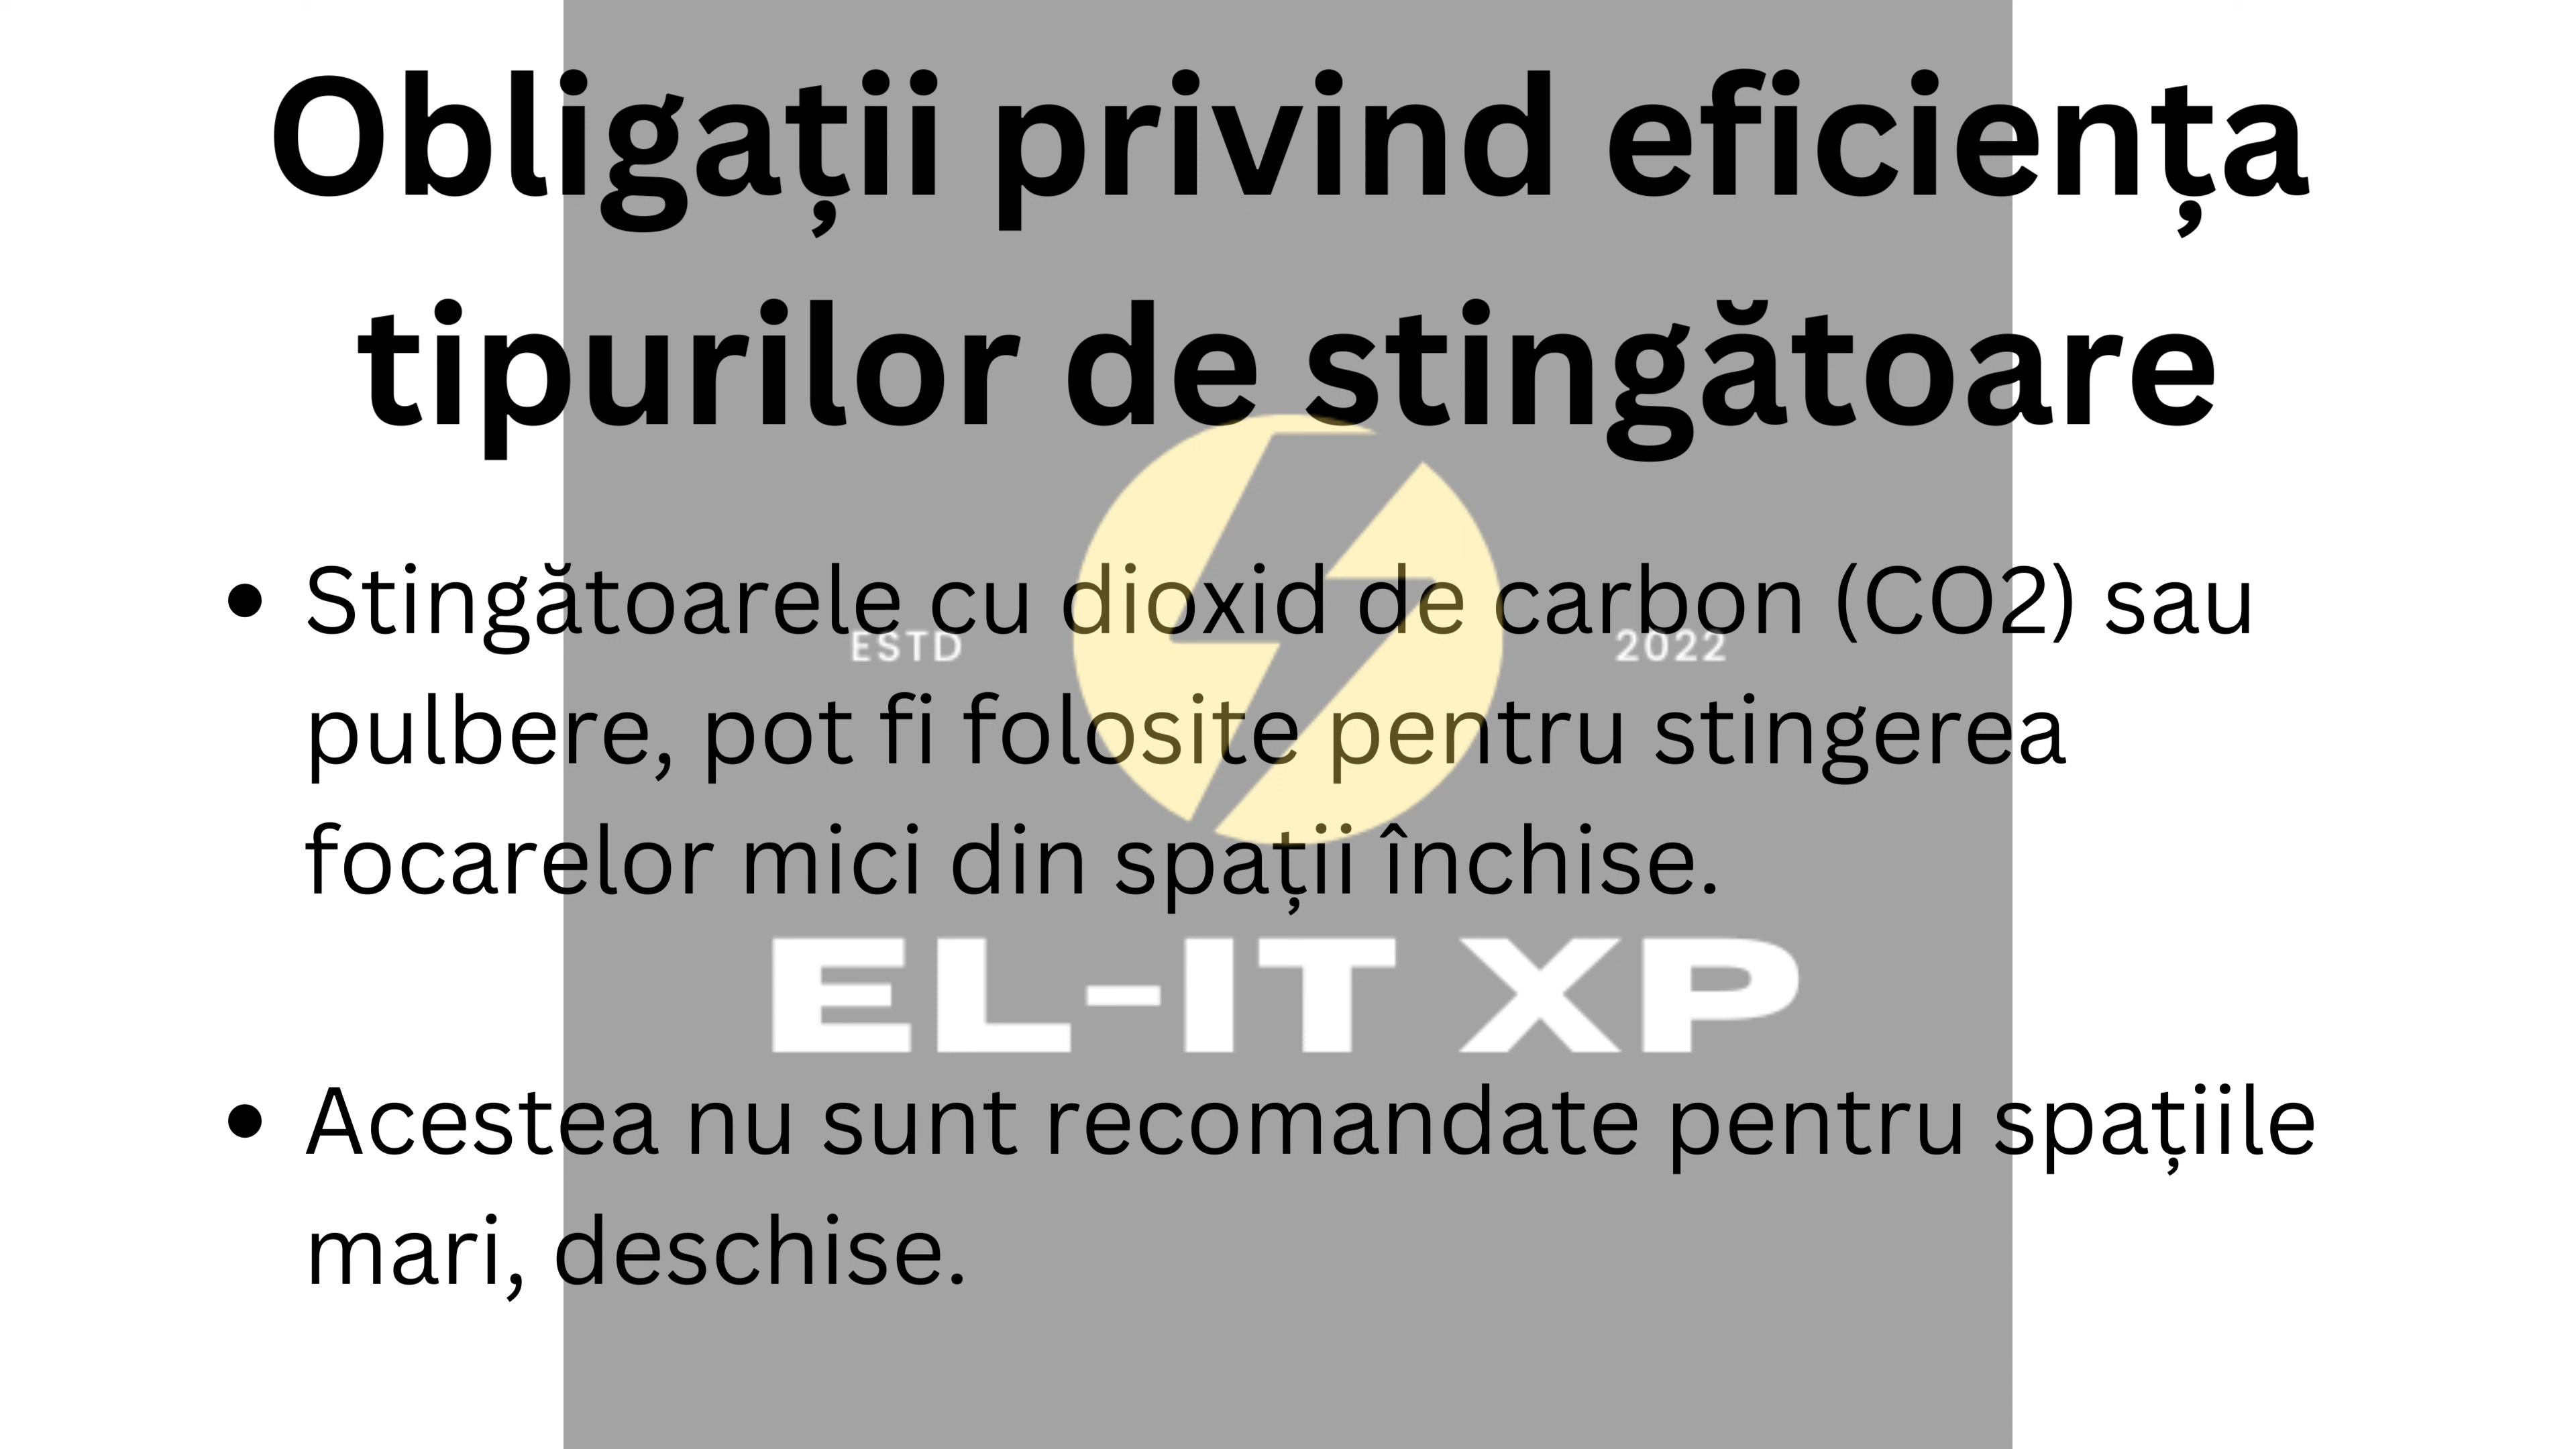 Obligații privind eficiența
tipurilor de stingătoare
• Stingătoarele cu dioxid de carbon (CO2) sau
ESTD 2022
pulbere, pot fi folosite pentru stingerea
focarelor mici din spații închise.
EL-IT XP
• Acestea nu sunt recomandate pentru spațiile
mari, deschise.